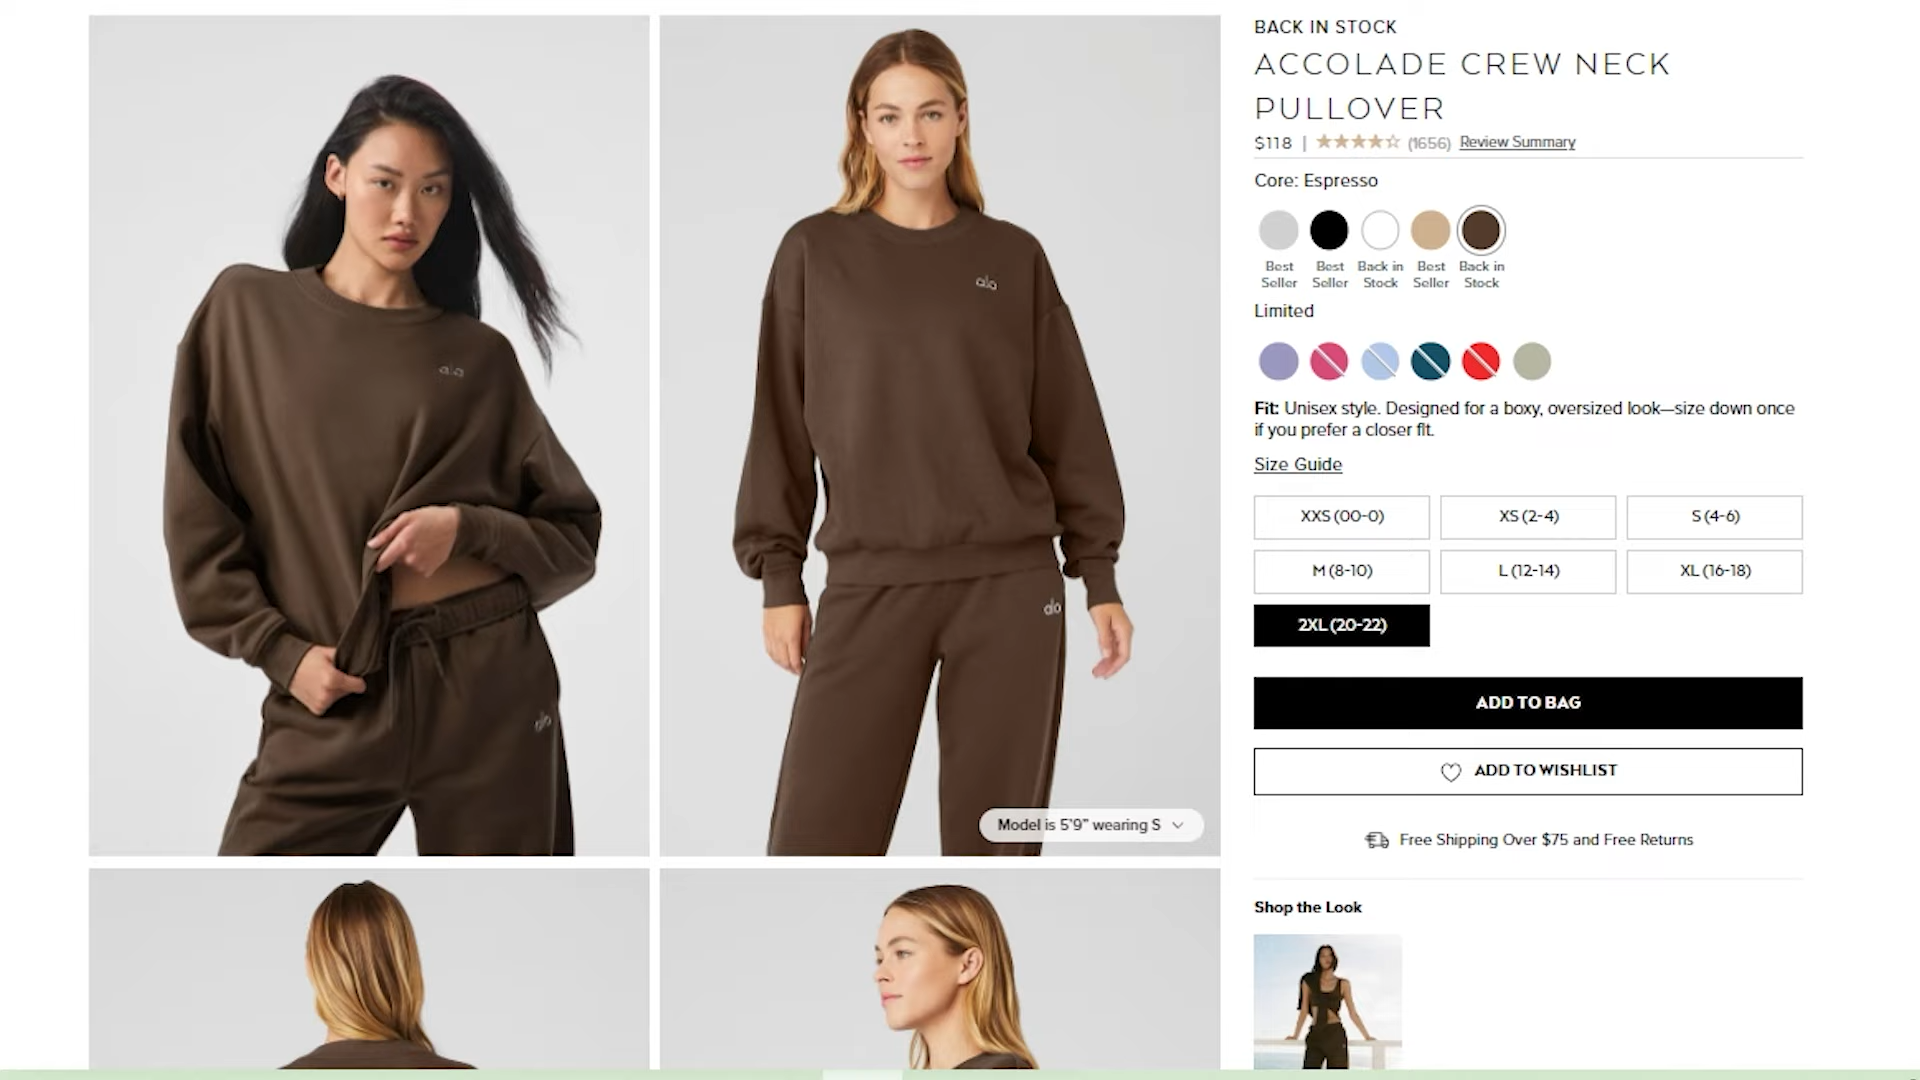 alo
alo
alo
alo
Model is 5'9" wearing S
BACK IN STOCK
ACCOLADE CREW NECK
PULLOVER
$118 | (1656) Review Summary
Core: Espresso
Best Seller
Best Seller
Back in Stock
Best Seller
Back in Stock
Limited
Fit: Unisex style. Designed for a boxy, oversized look—size down once
if you prefer a closer fit.
Size Guide
XXS (00-0) XS (2-4) S (4-6)
M (8-10) L (12-14) XL (16-18)
2XL (20-22)
ADD TO BAG
ADD TO WISHLIST
Free Shipping Over $75 and Free Returns
Shop the Look